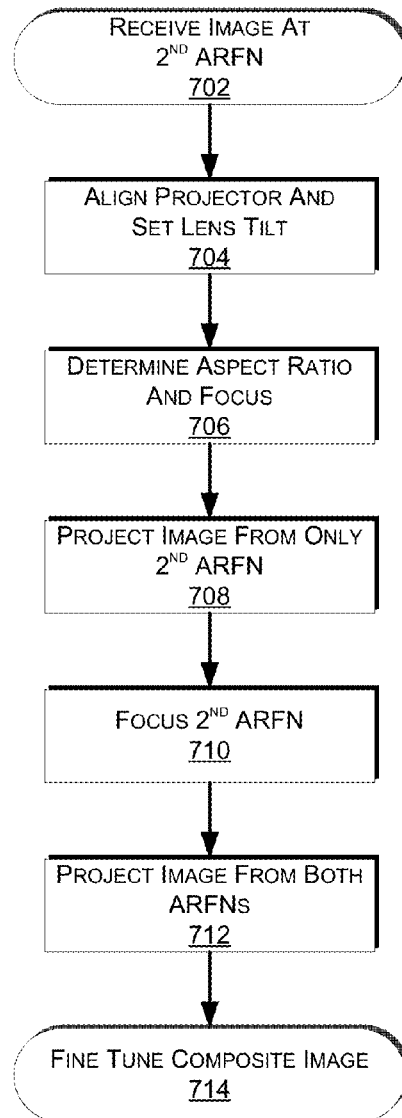 RECEIVE IMAGE AT
2ND ARFN
702
ALIGN PROJECTOR AND
SET LENS TILT
704
DETERMINE ASPECT RATIO
AND FOCUS
706
PROJECT IMAGE FROM ONLY
2ND ARFN
708
FOCUS 2ND ARFN
710
PROJECT IMAGE FROM BOTH
ARFNS
712
FINE TUNE COMPOSITE IMAGE
714